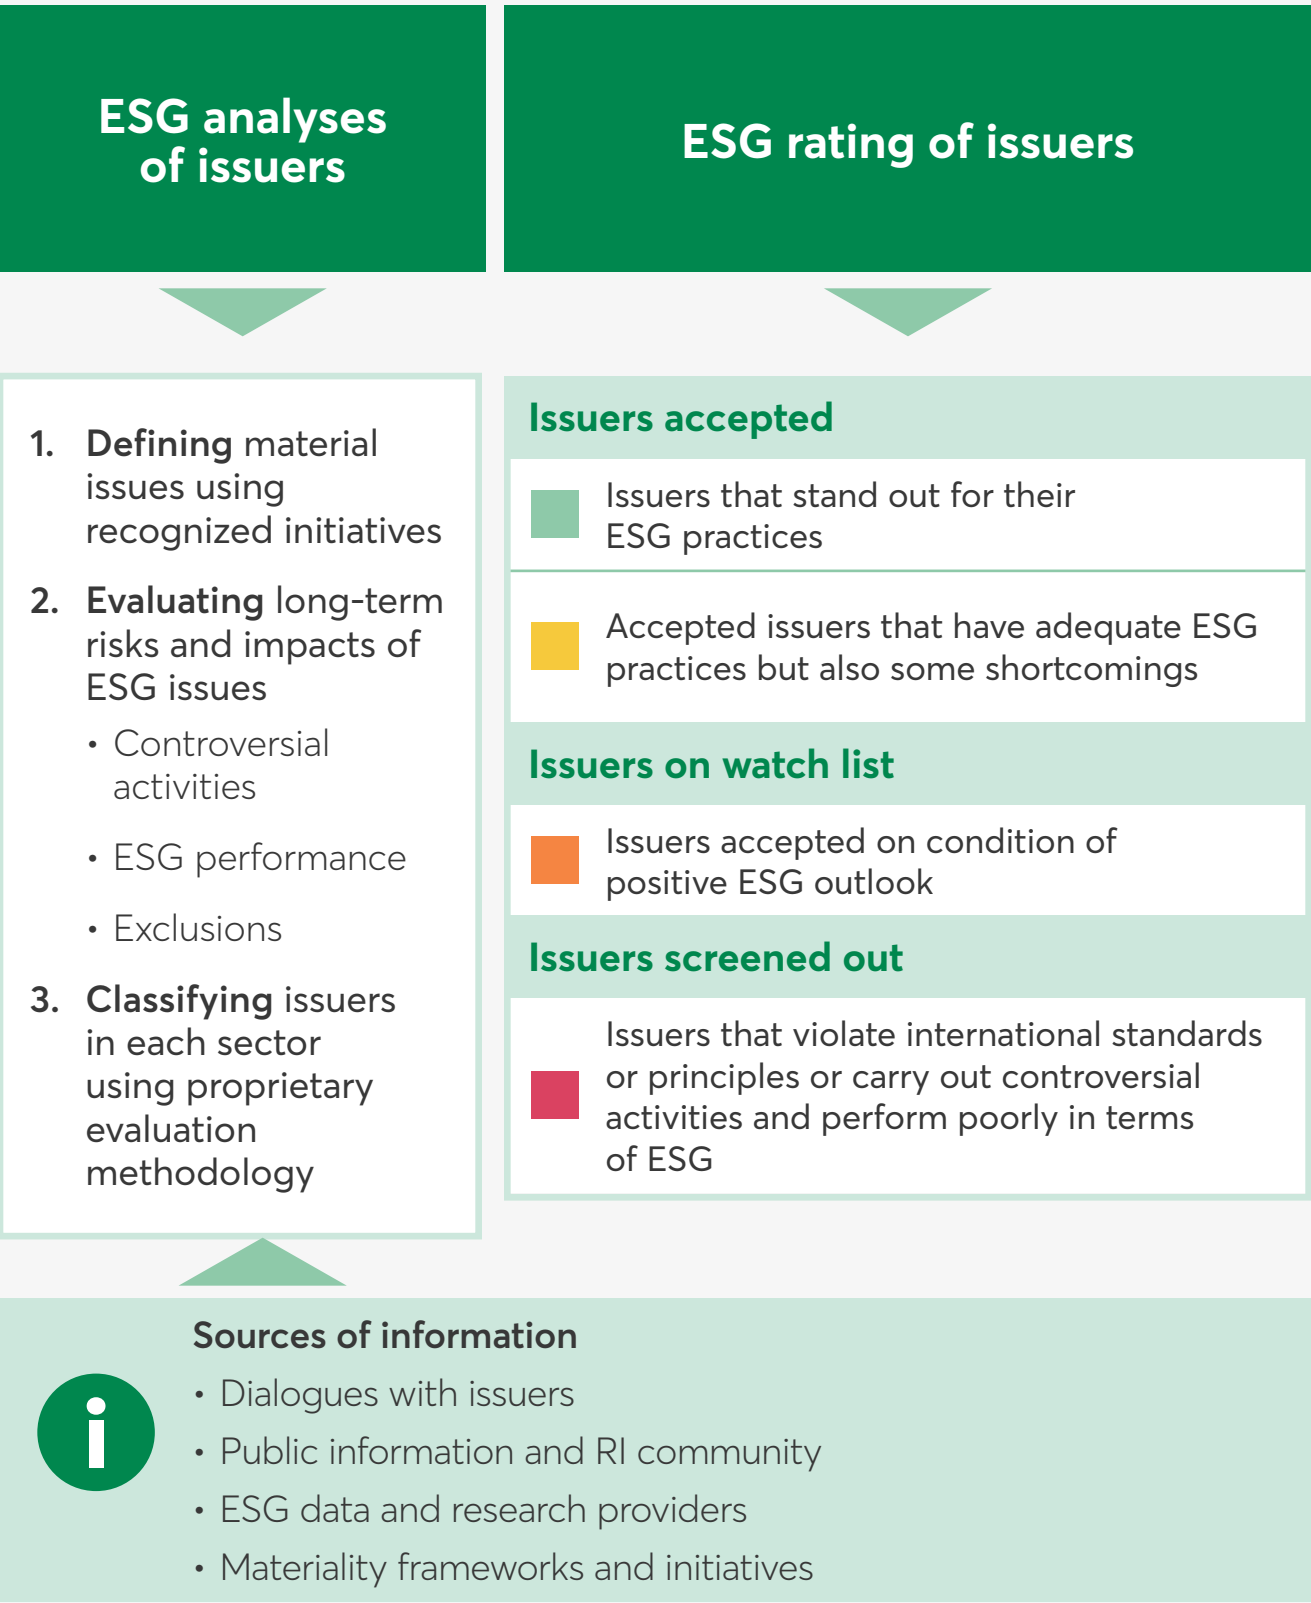 ESG analyses
of issuers
ESG rating of issuers
1. Defining material
issues using
recognized initiatives
2. Evaluating long-term
risks and impacts of
ESG issues
• Controversial
activities
• ESG performance
• Exclusions
3. Classifying issuers
in each sector
using proprietary
evaluation
methodology
Issuers accepted
Issuers that stand out for their
ESG practices
Accepted issuers that have adequate ESG
practices but also some shortcomings
Issuers on watch list
Issuers accepted on condition of
positive ESG outlook
Issuers screened out
Issuers that violate international standards
or principles or carry out controversial
activities and perform poorly in terms
of ESG
i
Sources of information
• Dialogues with issuers
• Public information and RI community
• ESG data and research providers
• Materiality frameworks and initiatives